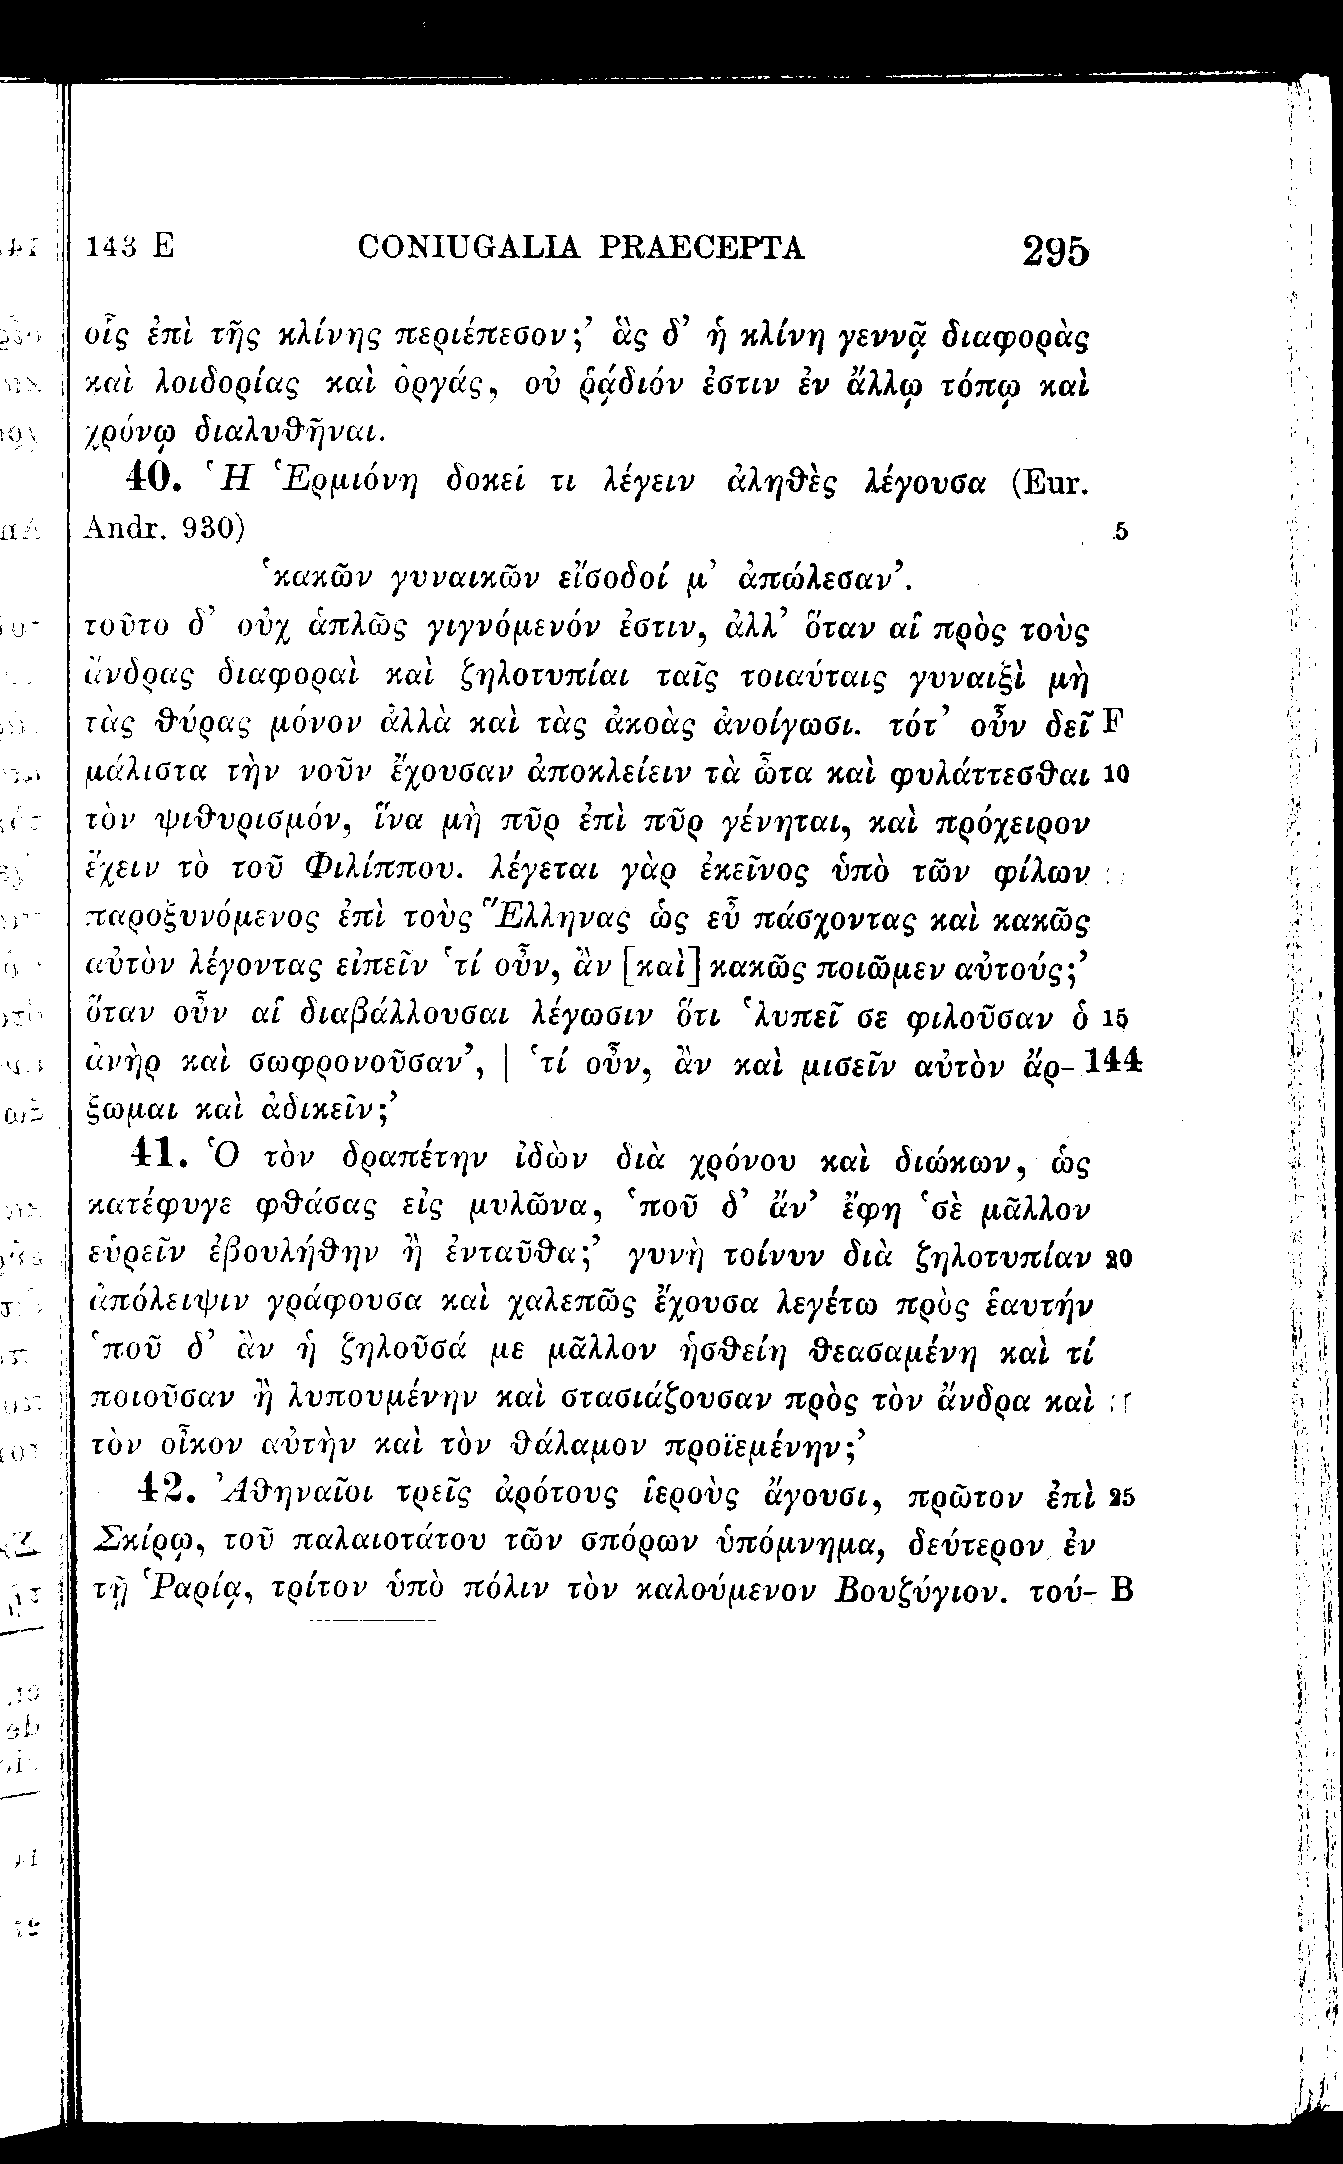 143 E CONIUGALIA PRAECEPTA 295
οἷς ἐπὶ τῆς κλίνης περιέπεσον;’ ἃς δ’ ἡ κλίνη γεννᾷ διαφορὰς
καὶ λοιδορίας καὶ ὀργάς, οὐ ῥᾴδιόν ἐστιν ἐν ἄλλῳ τόπῳ καὶ
χρόνῳ διαλυθῆναι.
40. Ἡ Ἑρμιόνη δοκεῖ τι λέγειν ἀληθὲς λέγουσα (Eur.
Andr. 930) 5
‘κακῶν γυναικῶν εἴσοδοί μ’ ἀπώλεσαν’.
τοῦτο δ’ οὐχ ἁπλῶς γιγνόμενόν ἐστιν, ἀλλ’ ὅταν αἱ πρὸς τοὺς
ἄνδρας διαφοραὶ καὶ ζηλοτυπίαι ταῖς τοιαύταις γυναιξὶ μὴ
τὰς θύρας μόνον ἀλλὰ καὶ τὰς ἀκοὰς ἀνοίγωσι. τότ’ οὖν δεῖ F
μάλιστα τὴν νοῦν ἔχουσαν ἀποκλείειν τὰ ὦτα καὶ φυλάττεσθαι 10
τὸν ψιθυρισμόν, ἵνα μὴ πῦρ ἐπὶ πῦρ γένηται, καὶ πρόχειρον
ἔχειν τὸ τοῦ Φιλίππου. λέγεται γὰρ ἐκεῖνος ὑπὸ τῶν φίλων
παροξυνόμενος ἐπὶ τοὺς Ἕλληνας ὡς εὖ πάσχοντας καὶ κακῶς
αὐτὸν λέγοντας εἰπεῖν ‘τί οὖν, ἂν [καὶ] κακῶς ποιῶμεν αὐτούς;’
ὅταν οὖν αἱ διαβάλλουσαι λέγωσιν ὅτι ‘λυπεῖ σε φιλοῦσαν ὁ 15
ἀνὴρ καὶ σωφρονοῦσαν’, | ‘τί οὖν, ἂν καὶ μισεῖν αὐτὸν ἄρ- 144
ξωμαι καὶ ἀδικεῖν;’
41. Ὁ τὸν δραπέτην ἰδὼν διὰ χρόνου καὶ διώκων, ὡς
κατέφυγε φθάσας εἰς μυλῶνα, ‘ποῦ δ’ ἄν’ ἔφη ‘σὲ μᾶλλον
εὑρεῖν ἐβουλήθην ἢ ἐνταῦθα;’ γυνὴ τοίνυν διὰ ζηλοτυπίαν 20
ἀπόλειψιν γράφουσα καὶ χαλεπῶς ἔχουσα λεγέτω πρὸς ἑαυτήν
‘ποῦ δ’ ἂν ἡ ζηλοῦσά με μᾶλλον ἡσθείη θεασαμένη καὶ τί
ποιοῦσαν ἢ λυπουμένην καὶ στασιάζουσαν πρὸς τὸν ἄνδρα καὶ
τὸν οἶκον αὐτὴν καὶ τὸν θάλαμον προϊεμένην;’
42. Ἀθηναῖοι τρεῖς ἀρότους ἱεροὺς ἄγουσι, πρῶτον ἐπὶ 25
Σκίρῳ, τοῦ παλαιοτάτου τῶν σπόρων ὑπόμνημα, δεύτερον ἐν
τῇ Ῥαρίᾳ, τρίτον ὑπὸ πόλιν τὸν καλούμενον Βουζύγιον. τού- B